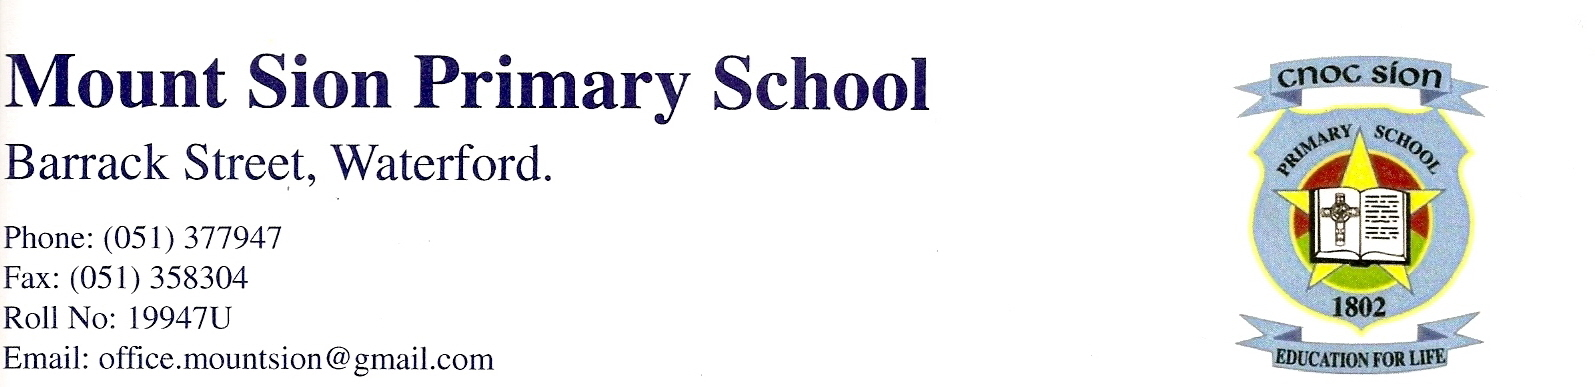 Mount Sion Primary School
Barrack Street, Waterford.
Phone: (051) 377947
Fax: (051) 358304
Roll No: 19947U
Email: office.mountsion@gmail.com
cnoc síon
PRIMARY SCHOOL
1802
EDUCATION FOR LIFE